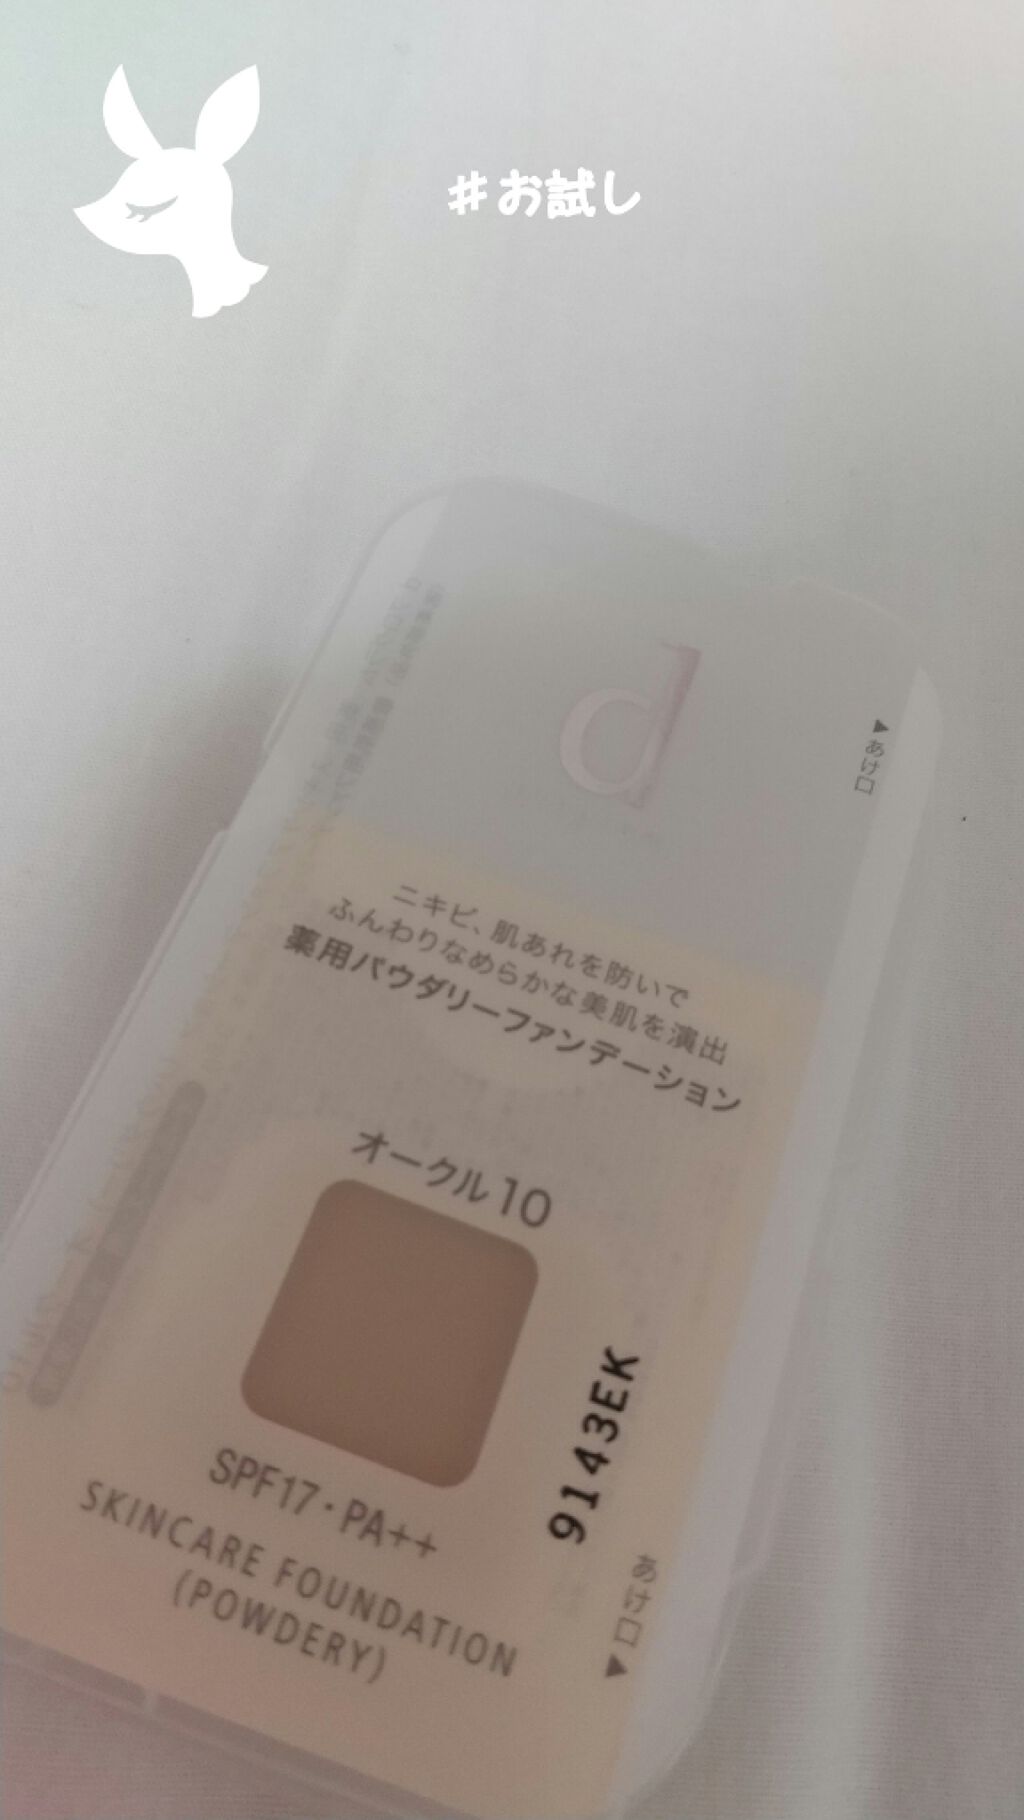 #お試し
d
▶あけ口
ニキビ、肌あれを防いで
ふんわりなめらかな美肌を演出
薬用パウダリーファンデーション
オークル10
9143EK
SPF17・PA++
SKINCARE FOUNDATION
(POWDERY)
あけ口▶